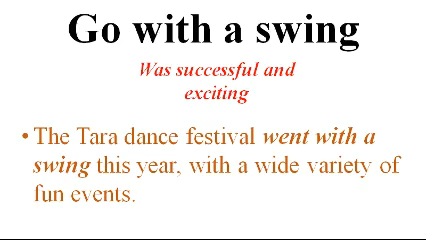 Go with a swing
Was successful and
exciting
• The Tara dance festival went with a
swing this year, with a wide variety of
fun events.